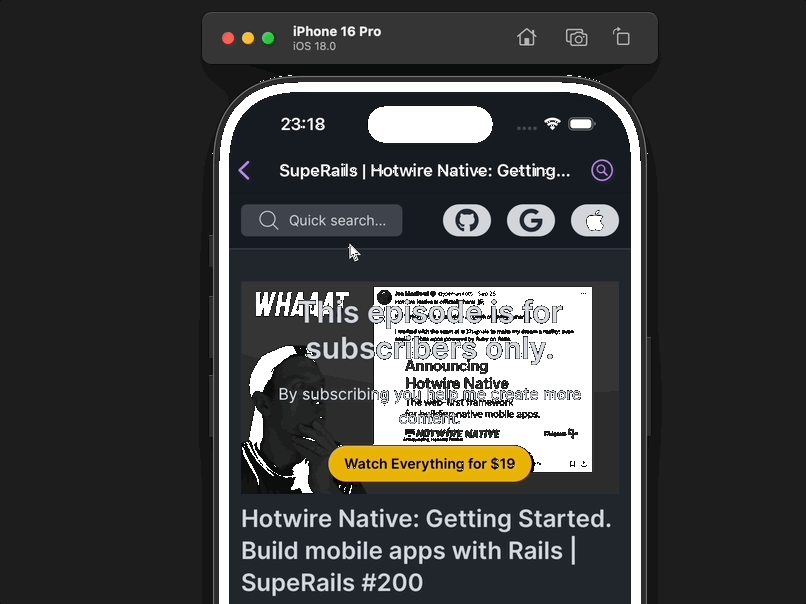 iPhone 16 Pro
iOS 18.0
23:18
SupeRails | Hotwire Native: Getting...
Quick search...
WHAAAT
This episode is for
subscribers only.
Announcing
Hotwire Native
By subscribing you help me create more
content.
The web-first framework
for building native mobile apps.
HOTWIRE NATIVE
Watch Everything for $19
Hotwire Native: Getting Started.
Build mobile apps with Rails |
SupeRails #200